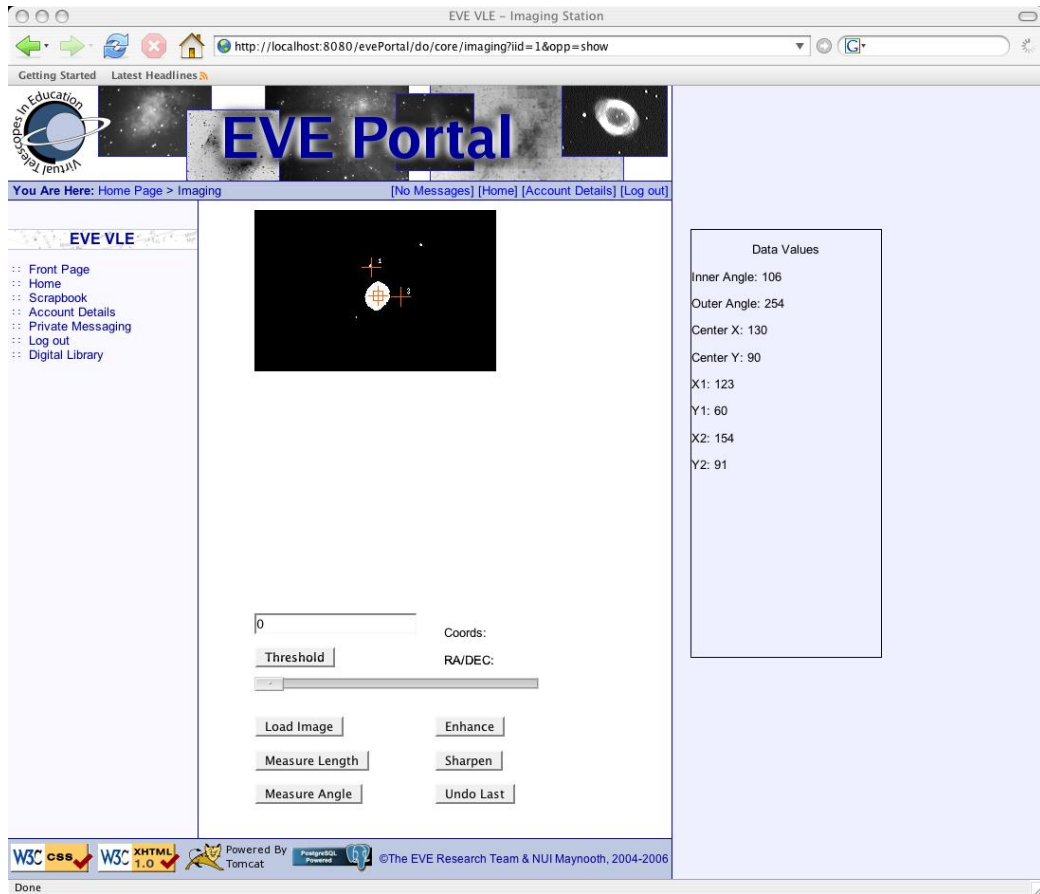 EVE VLE – Imaging Station
http://localhost:8080/evePortal/do/core/imaging?iid=1&opp=show
G
Getting Started Latest Headlines
Virtual Telescopes In Education
EVE Portal
You Are Here: Home Page > Imaging [No Messages] [Home] [Account Details] [Log out]
EVE VLE
:: Front Page
:: Home
:: Scrapbook
:: Account Details
:: Private Messaging
:: Log out
:: Digital Library
1
3
Data Values
Inner Angle: 106
Outer Angle: 254
Center X: 130
Center Y: 90
X1: 123
Y1: 60
X2: 154
Y2: 91
0
Coords:
Threshold
RA/DEC:
Load Image Enhance
Measure Length Sharpen
Measure Angle Undo Last
W3C css W3C XHTML 1.0 Powered By Tomcat PostgreSQL Powered ©The EVE Research Team & NUI Maynooth, 2004-2006
Done